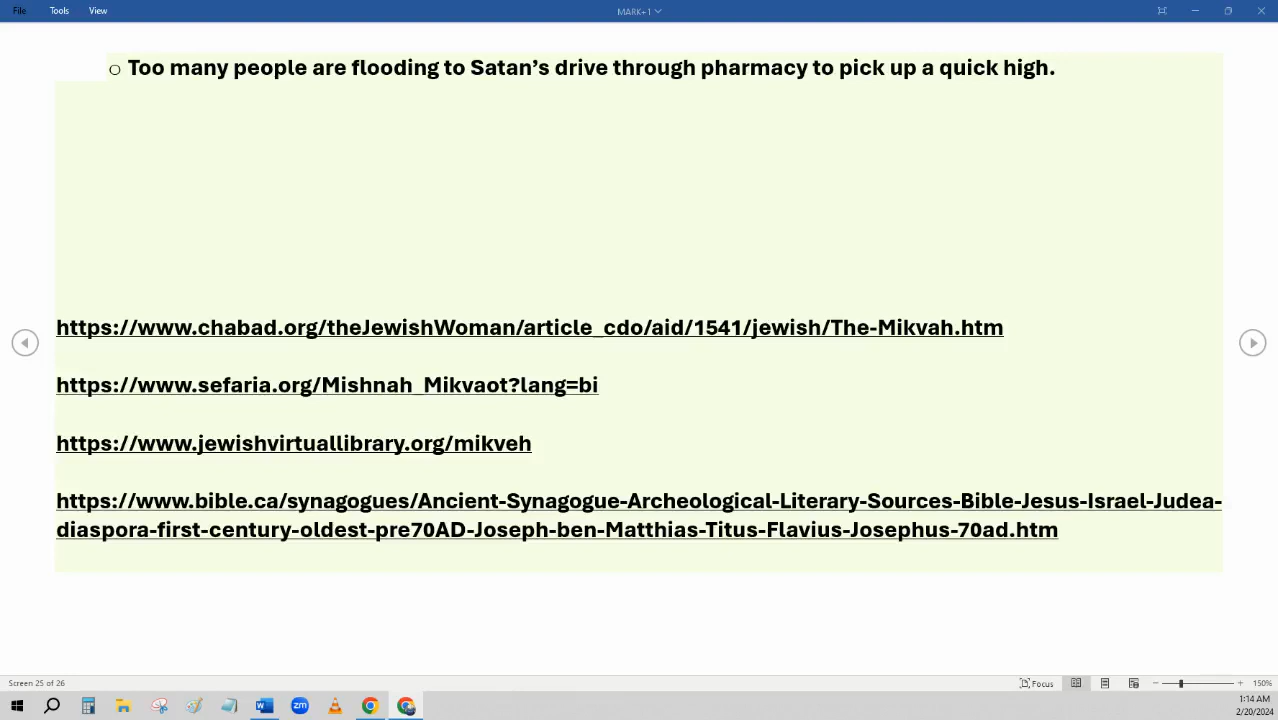 File Tools View MARK+1
o Too many people are flooding to Satan’s drive through pharmacy to pick up a quick high.
https://www.chabad.org/theJewishWoman/article_cdo/aid/1541/jewish/The-Mikvah.htm
https://www.sefaria.org/Mishnah_Mikvaot?lang=bi
https://www.jewishvirtuallibrary.org/mikveh
https://www.bible.ca/synagogues/Ancient-Synagogue-Archeological-Literary-Sources-Bible-Jesus-Israel-Judea-
diaspora-first-century-oldest-pre70AD-Joseph-ben-Matthias-Titus-Flavius-Josephus-70ad.htm
Screen 25 of 26 Focus 150%
W zm 1:14 AM
2/20/2024